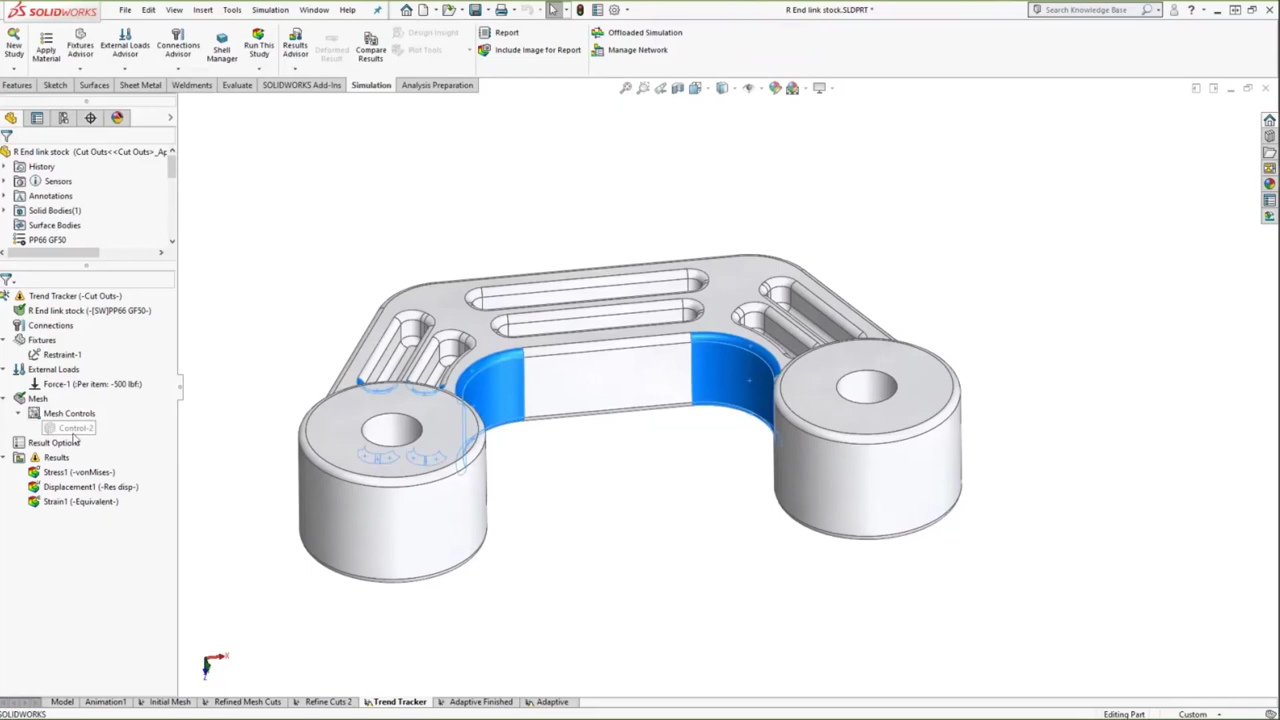 SOLIDWORKS
File Edit View Insert Tools Simulation Window Help
R End link stock.SLDPRT *
Search Knowledge Base
New Study
Apply Material
Fixtures Advisor
External Loads Advisor
Connections Advisor
Shell Manager
Run This Study
Results Advisor
Deformed Result
Compare Results
Design Insight
Plot Tools
Report
Include Image for Report
Offloaded Simulation
Manage Network
Features Sketch Surfaces Sheet Metal Weldments Evaluate SOLIDWORKS Add-Ins Simulation Analysis Preparation
R End link stock (Cut Outs<<Cut Outs>_Ap
History
Sensors
Annotations
Solid Bodies(1)
Surface Bodies
PP66 GF50
Trend Tracker (-Cut Outs-)
R End link stock (-[SW]PP66 GF50-)
Connections
Fixtures
Restraint-1
External Loads
Force-1 (:Per item: -500 lbf:)
Mesh
Mesh Controls
Control-2
Result Options
Results
Stress1 (-vonMises-)
Displacement1 (-Res disp-)
Strain1 (-Equivalent-)
X
Z
Model Animation1 Initial Mesh Refined Mesh Cuts Refine Cuts 2 Trend Tracker Adaptive Finished Adaptive
SOLIDWORKS
Editing Part
Custom